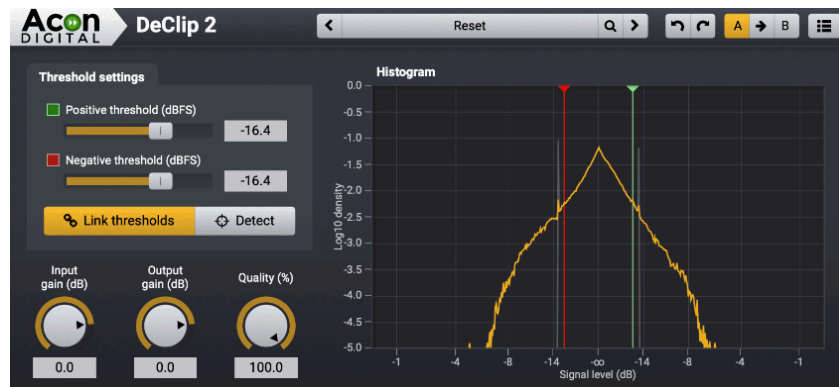 Acon
DIGITAL
DeClip 2
Reset
A
B
Threshold settings
Positive threshold (dBFS)
-16.4
Negative threshold (dBFS)
-16.4
Link thresholds
Detect
Input
gain (dB)
Output
gain (dB)
Quality (%)
0.0
0.0
100.0
Histogram
0.0
-0.5
-1.0
-1.5
-2.0
-2.5
-3.0
-3.5
-4.0
-4.5
-5.0
Log10 density
-1
-4
-8
-14
-∞
-14
-8
-4
-1
Signal level (dB)